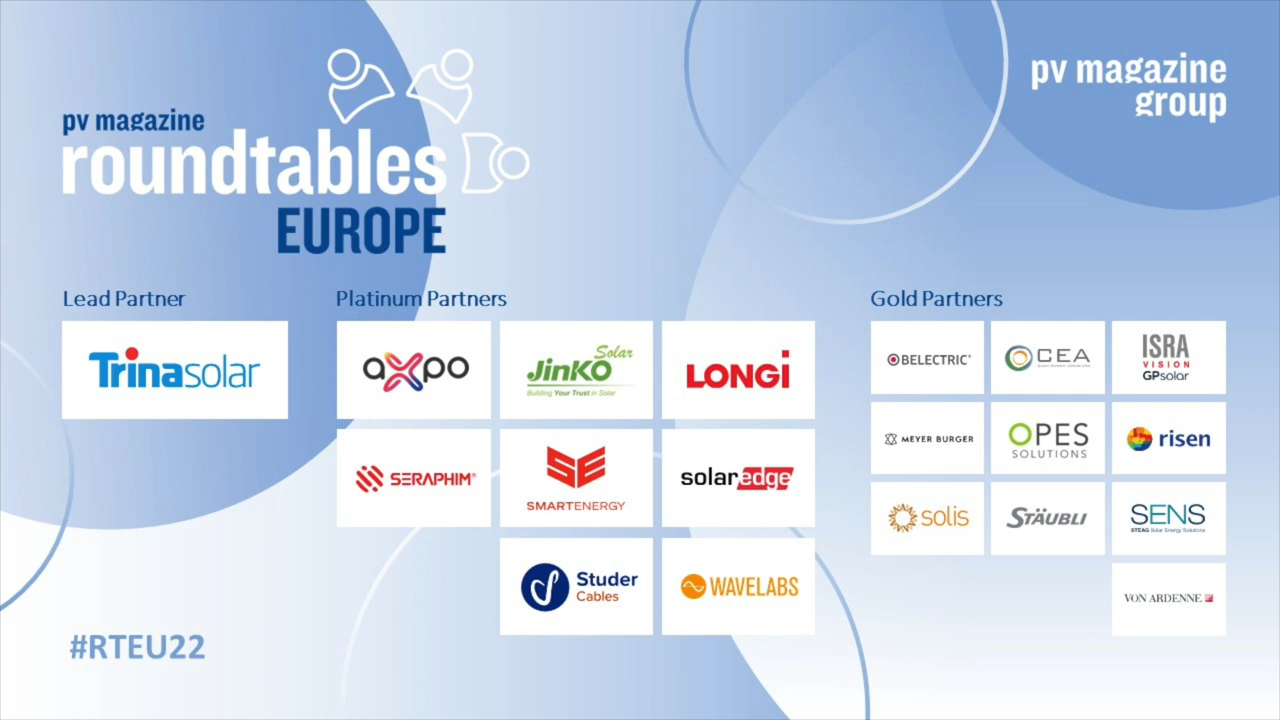 pv magazine
roundtables
EUROPE
pv magazine
group
Lead Partner
Trinasolar
Platinum Partners
axpo
JinKO Solar
Building Your Trust in Solar
LONGi
SERAPHIM®
SE
SMARTENERGY
solaredge
Studer
Cables
WAVELABS
Gold Partners
BELECTRIC®
CEA
ISRA
VISION
GPsolar
MEYER BURGER
OPES
SOLUTIONS
risen
solis
STÄUBLI
SENS
STEAG Solar Energy Solutions
VON ARDENNE
#RTEU22